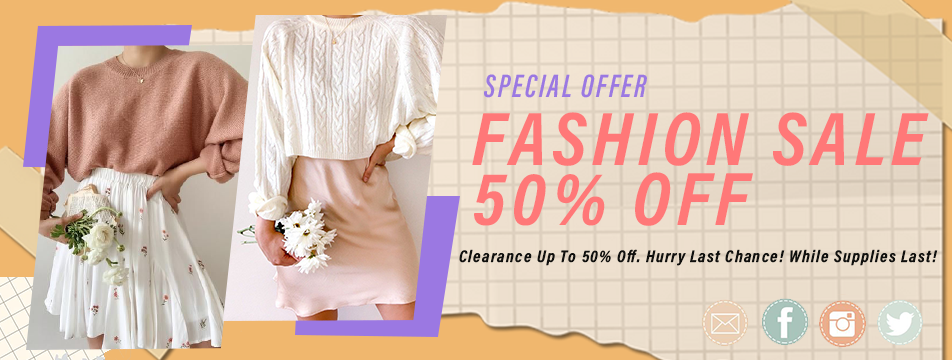 SPECIAL OFFER
FASHION SALE
50% OFF
Clearance Up To 50% Off. Hurry Last Chance! While Supplies Last!